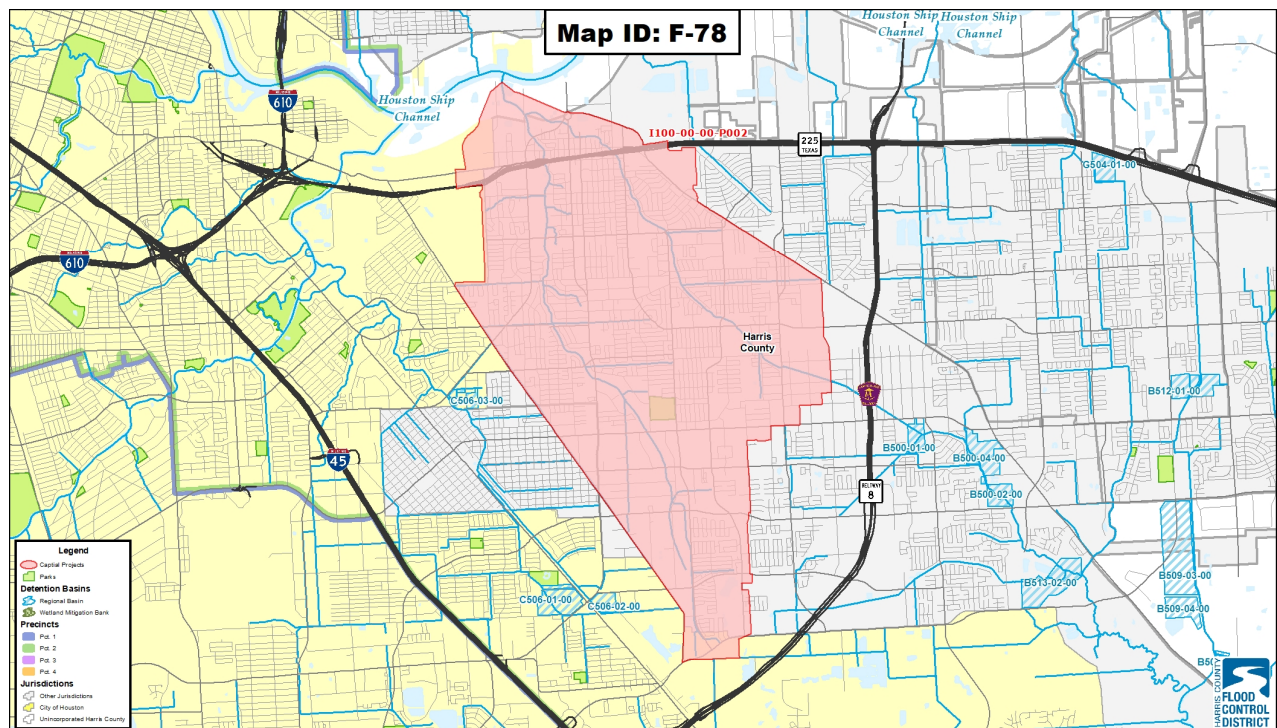 Map ID: F-78
Houston Ship
Channel
Houston Ship
Channel
610
Houston Ship
Channel
I100-00-00-P002
225
TEXAS
G504-01-00
610
Harris
County
C506-03-00
B512-01-00
B500-01-00
B500-04-00
45
BELTWAY
8
B500-02-00
B513-02-00
B509-03-00
C506-01-00
C506-02-00
B509-04-00
Legend
Captial Projects
Parks
Detention Basins
Regional Basin
Wetland Mitigation Bank
Precincts
Pct. 1
Pct. 2
Pct. 3
Pct. 4
Jurisdictions
Other Jurisdictions
City of Houston
Unincorporated Harris County
HARRIS COUNTY
FLOOD
CONTROL
DISTRICT